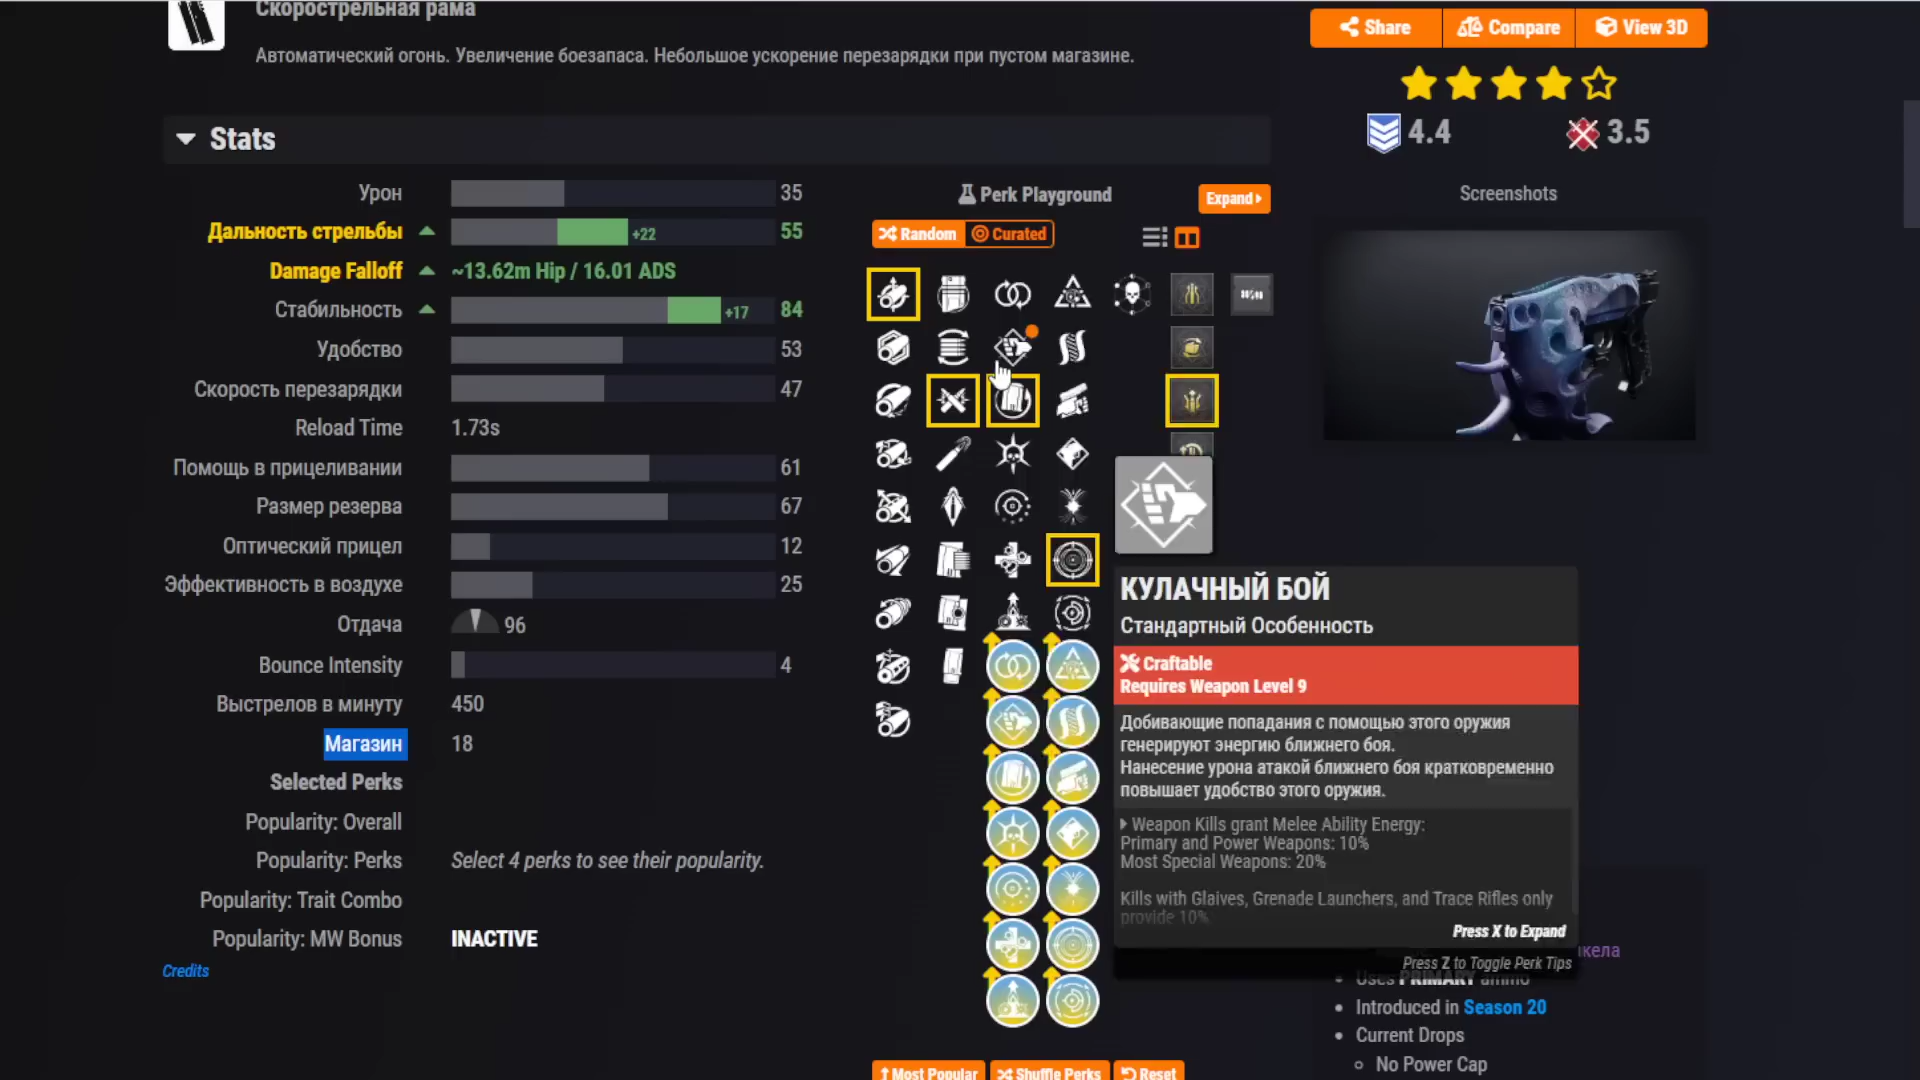 Скорострельная рама
Автоматический огонь. Увеличение боезапаса. Небольшое ускорение перезарядки при пустом магазине.
Share
Compare
View 3D
4.4
3.5
Stats
Screenshots
Урон 35
Дальность стрельбы +22 55
Damage Falloff ~13.62m Hip / 16.01 ADS
Стабильность +17 84
Удобство 53
Скорость перезарядки 47
Reload Time 1.73s
Помощь в прицеливании 61
Размер резерва 67
Оптический прицел 12
Эффективность в воздухе 25
Отдача 96
Bounce Intensity 4
Выстрелов в минуту 450
Магазин 18
Selected Perks
Popularity: Overall
Popularity: Perks Select 4 perks to see their popularity.
Popularity: Trait Combo
Popularity: MW Bonus INACTIVE
Credits
Perk Playground
Expand
Random
Curated
КУЛАЧНЫЙ БОЙ
Стандартный Особенность
Craftable
Requires Weapon Level 9
Добивающие попадания с помощью этого оружия
генерируют энергию ближнего боя.
Нанесение урона атакой ближнего боя кратковременно
повышает удобство этого оружия.
Weapon Kills grant Melee Ability Energy:
Primary and Power Weapons: 10%
Most Special Weapons: 20%
Kills with Glaives, Grenade Launchers, and Trace Rifles only
provide 10%
Press X to Expand
Press Z to Toggle Perk Tips
Uses PRIMARY ammo
Introduced in Season 20
Current Drops
No Power Cap
Most Popular
Shuffle Perks
Reset